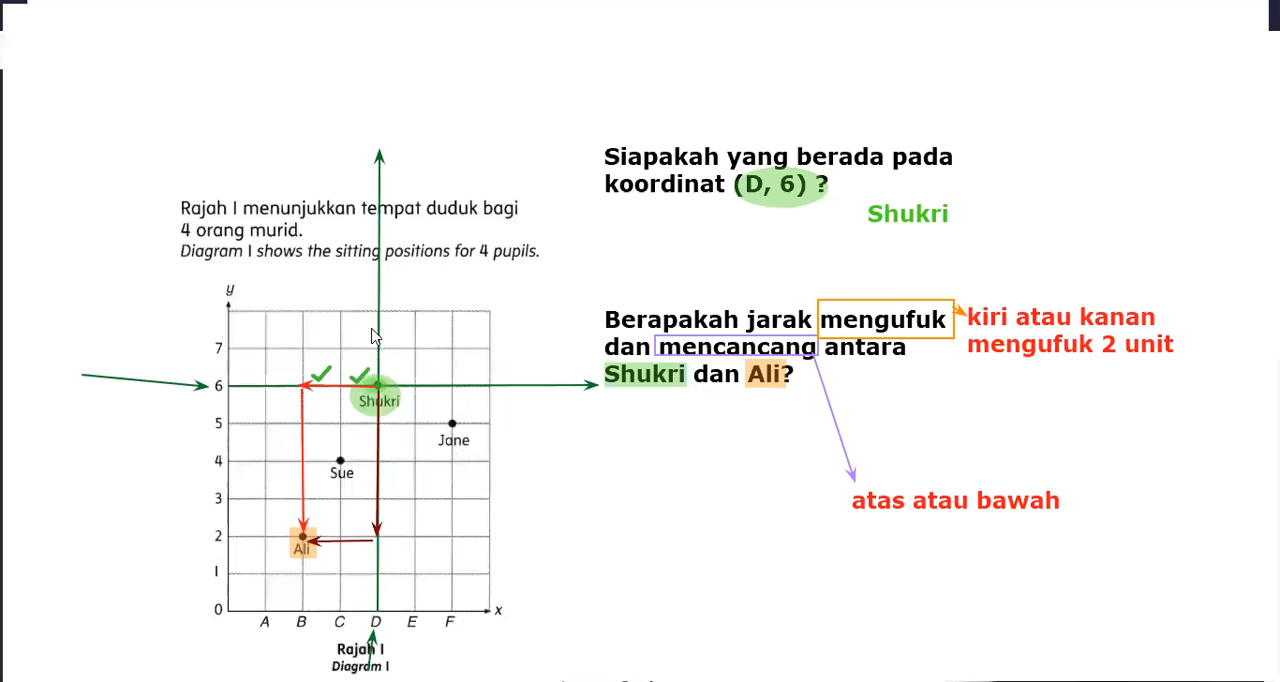 Siapakah yang berada pada
koordinat (D, 6) ?
Shukri
Rajah 1 menunjukkan tempat duduk bagi
4 orang murid.
Diagram 1 shows the sitting positions for 4 pupils.
Berapakah jarak mengufuk
dan mencancang antara
Shukri dan Ali?
kiri atau kanan
mengufuk 2 unit
atas atau bawah
y
7
6
Shukri
5
Jane
4
Sue
3
2
Ali
1
0
x
A B C D E F
Rajah 1
Diagram 1